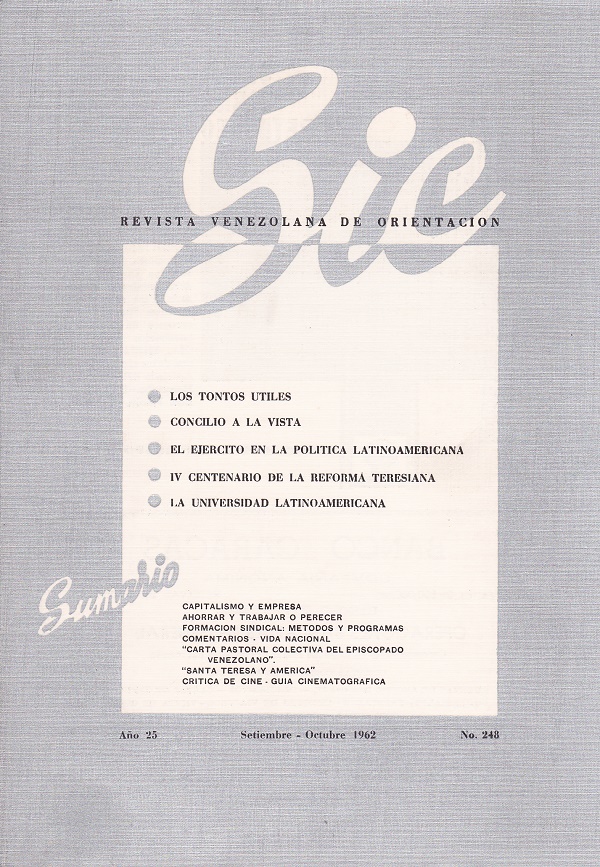 Sic
REVISTA VENEZOLANA DE ORIENTACION
LOS TONTOS UTILES
CONCILIO A LA VISTA
EL EJERCITO EN LA POLITICA LATINOAMERICANA
IV CENTENARIO DE LA REFORMA TERESIANA
LA UNIVERSIDAD LATINOAMERICANA
Sumario
CAPITALISMO Y EMPRESA
AHORRAR Y TRABAJAR O PERECER
FORMACION SINDICAL: METODOS Y PROGRAMAS
COMENTARIOS - VIDA NACIONAL
"CARTA PASTORAL COLECTIVA DEL EPISCOPADO
VENEZOLANO".
"SANTA TERESA Y AMERICA"
CRITICA DE CINE - GUIA CINEMATOGRAFICA
Año 25 Setiembre - Octubre 1962 No. 248